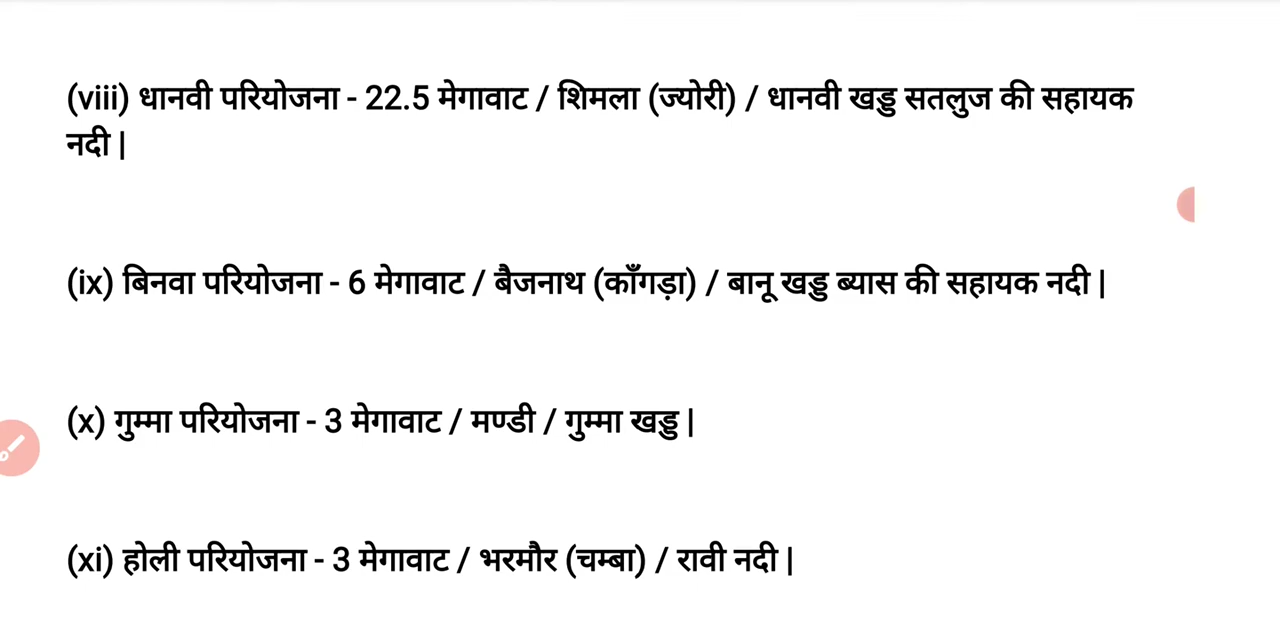 (viii) धानवी परियोजना - 22.5 मेगावाट / शिमला (ज्योरी) / धानवी खड्ड सतलुज की सहायक
नदी |
(ix) बिनवा परियोजना - 6 मेगावाट / बैजनाथ (काँगड़ा) / बानू खड्ड ब्यास की सहायक नदी |
(x) गुम्मा परियोजना - 3 मेगावाट / मण्डी / गुम्मा खड्ड |
(xi) होली परियोजना - 3 मेगावाट / भरमौर (चम्बा) / रावी नदी |